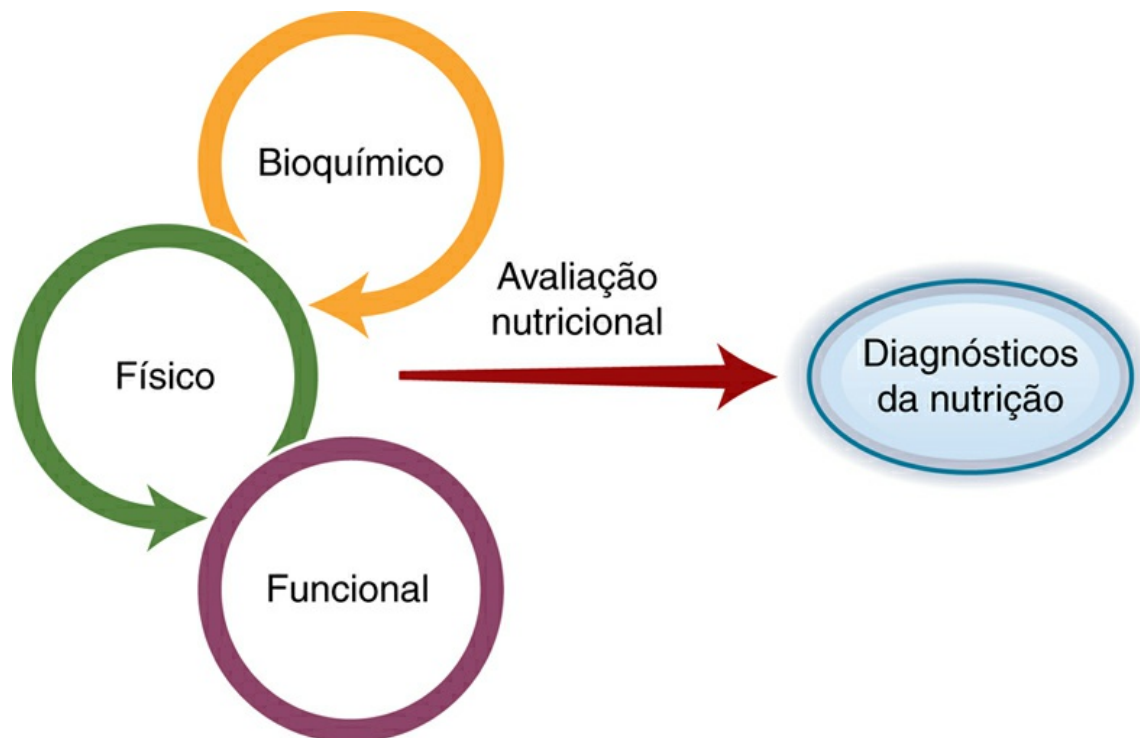 Bioquímico
Físico
Funcional
Avaliação
nutricional
Diagnósticos
da nutrição